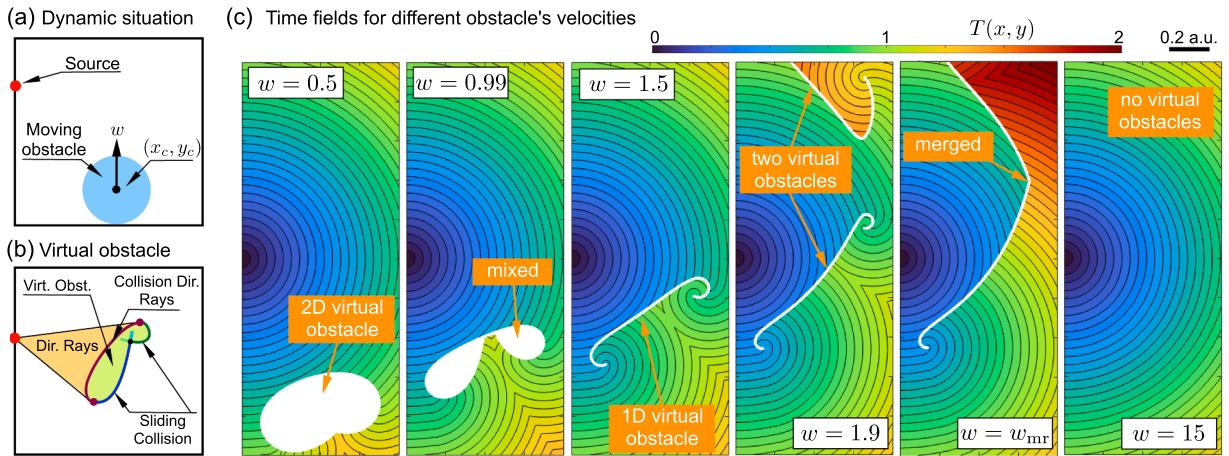 (a) Dynamic situation
Source
Moving
obstacle
w
(x_c, y_c)
(b) Virtual obstacle
Virt. Obst.
Collision Dir.
Rays
Dir. Rays
Sliding
Collision
(c) Time fields for different obstacle's velocities
T(x, y)
0
1
2
0.2 a.u.
w = 0.5
2D virtual
obstacle
w = 0.99
mixed
w = 1.5
1D virtual
obstacle
two virtual
obstacles
w = 1.9
merged
w = w_mr
no virtual
obstacles
w = 15